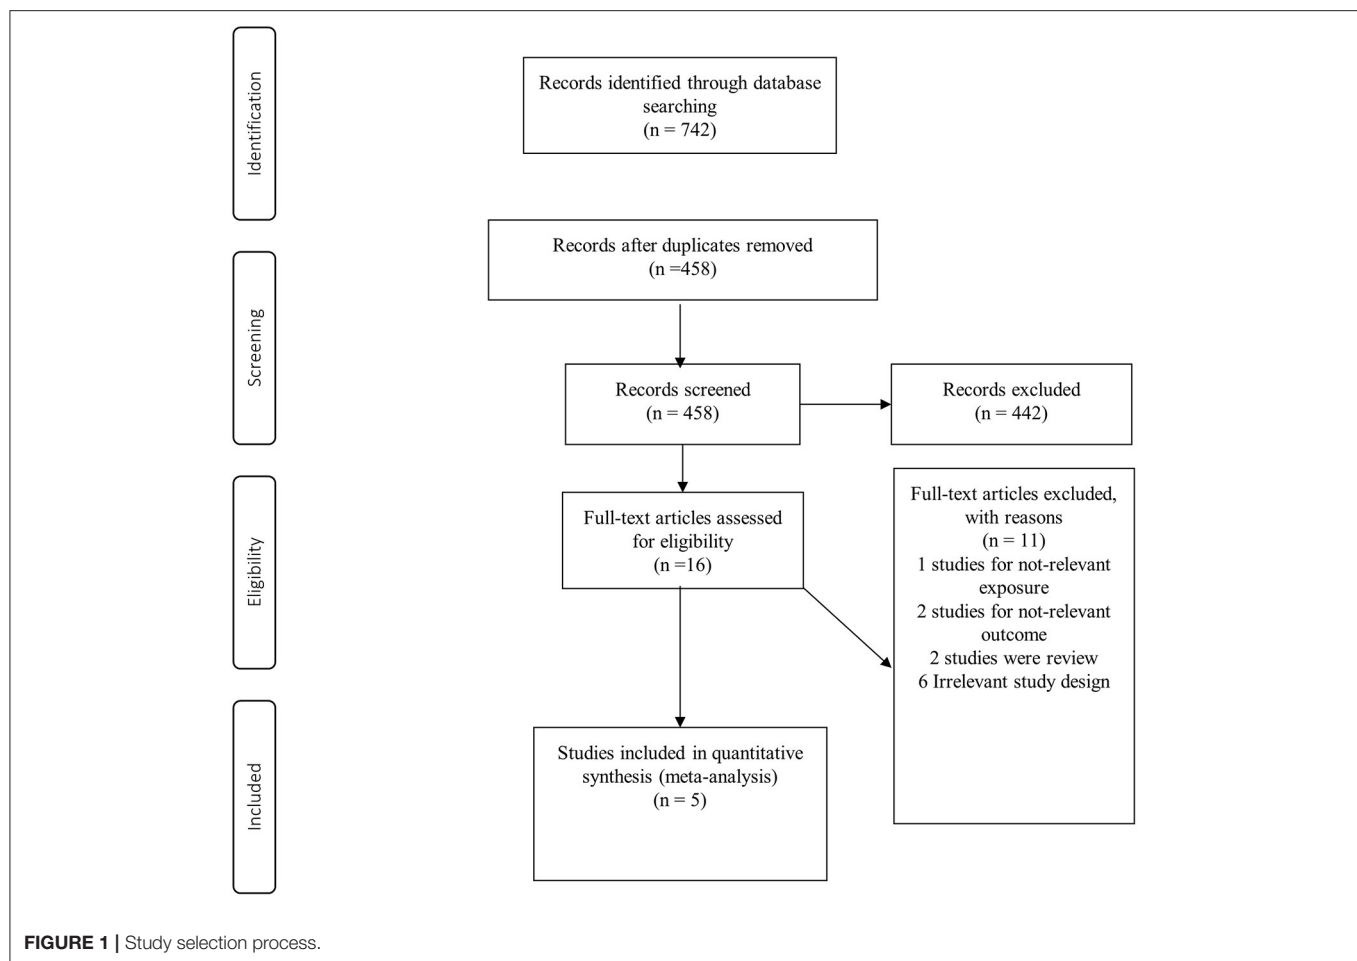 Identification
Records identified through database
searching
(n = 742)
Records after duplicates removed
(n =458)
Screening
Records screened
(n = 458)
Records excluded
(n = 442)
Eligibility
Full-text articles assessed
for eligibility
(n =16)
Full-text articles excluded,
with reasons
(n = 11)
1 studies for not-relevant
exposure
2 studies for not-relevant
outcome
2 studies were review
6 Irrelevant study design
Included
Studies included in quantitative
synthesis (meta-analysis)
(n = 5)
FIGURE 1 | Study selection process.